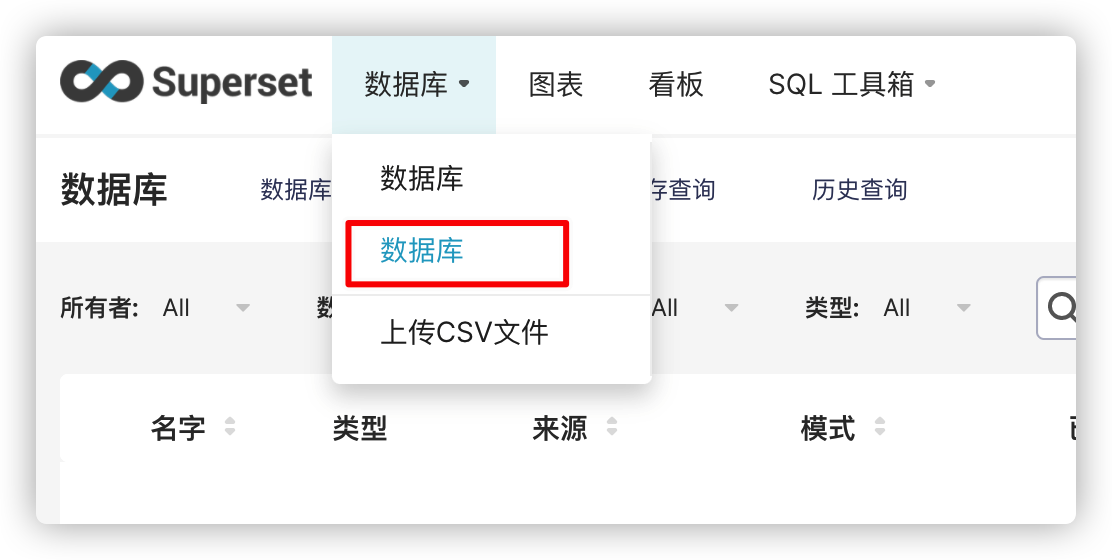 Superset 数据库 图表 看板 SQL 工具箱
数据库
数据库
上传CSV文件
数据库 数据库 存查询 历史查询
所有者: All All 类型: All
名字 类型 来源 模式